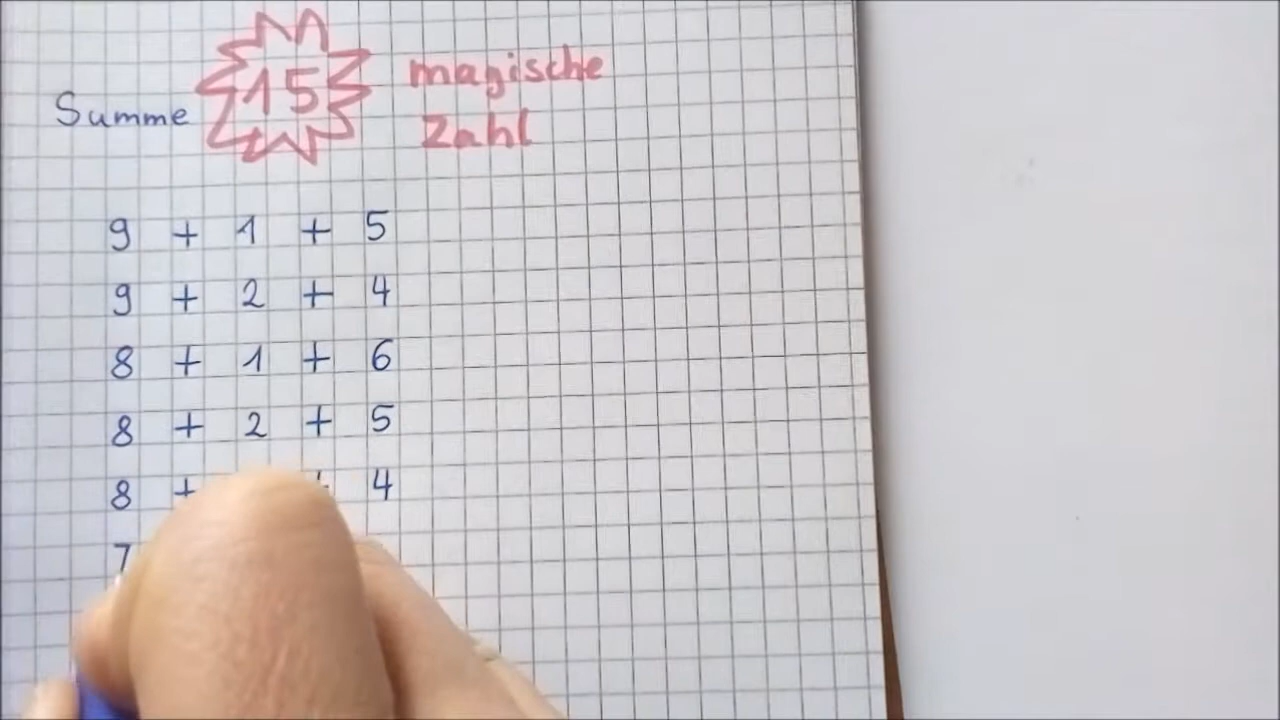 Summe 15 magische
Zahl
9 + 1 + 5
9 + 2 + 4
8 + 1 + 6
8 + 2 + 5
8 + + 4
7